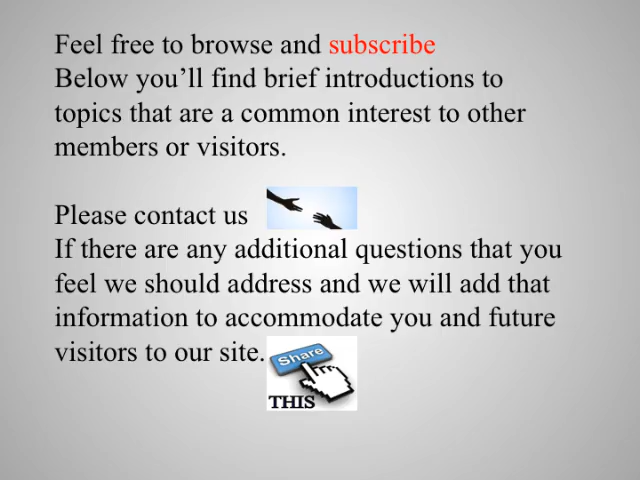 Feel free to browse and subscribe
Below you’ll find brief introductions to
topics that are a common interest to other
members or visitors.
Please contact us
If there are any additional questions that you
feel we should address and we will add that
information to accommodate you and future
visitors to our site.
Share
THIS